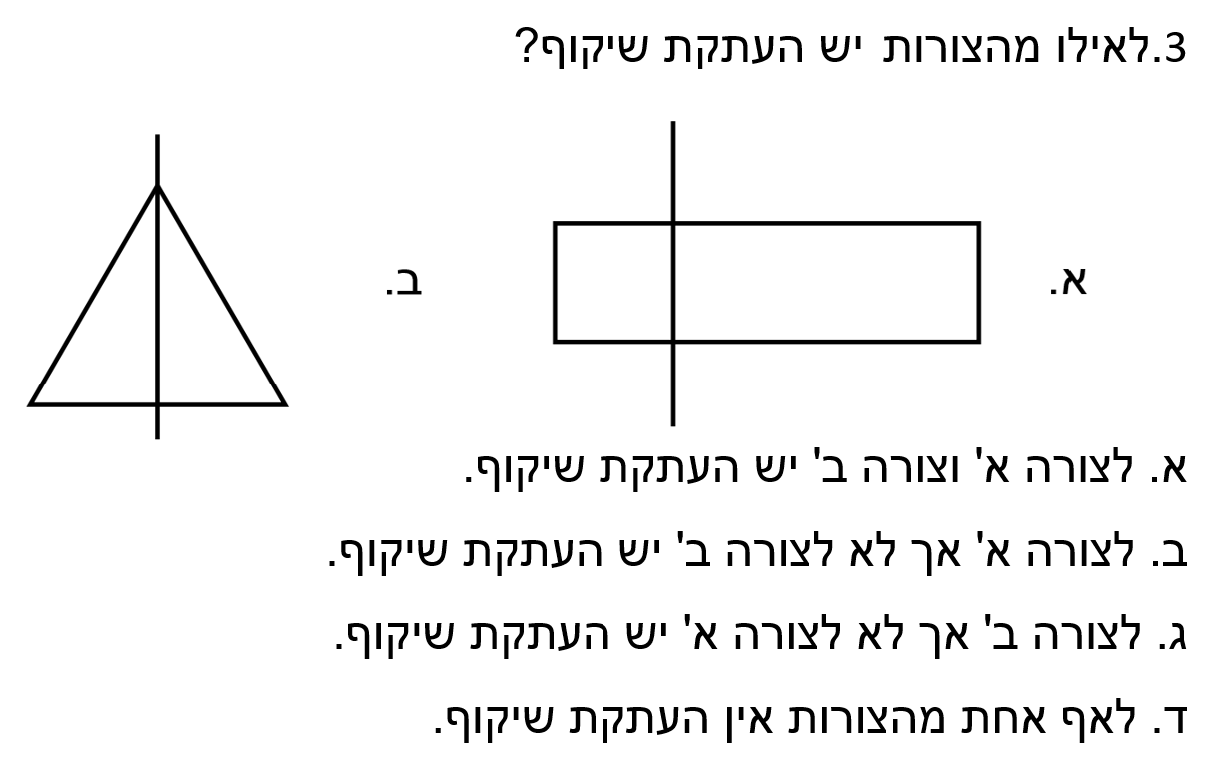 3.לאילו מהצורות יש העתקת שיקוף?
א.
ב.
א. לצורה א' וצורה ב' יש העתקת שיקוף.
ב. לצורה א' אך לא לצורה ב' יש העתקת שיקוף.
ג. לצורה ב' אך לא לצורה א' יש העתקת שיקוף.
ד. לאף אחת מהצורות אין העתקת שיקוף.